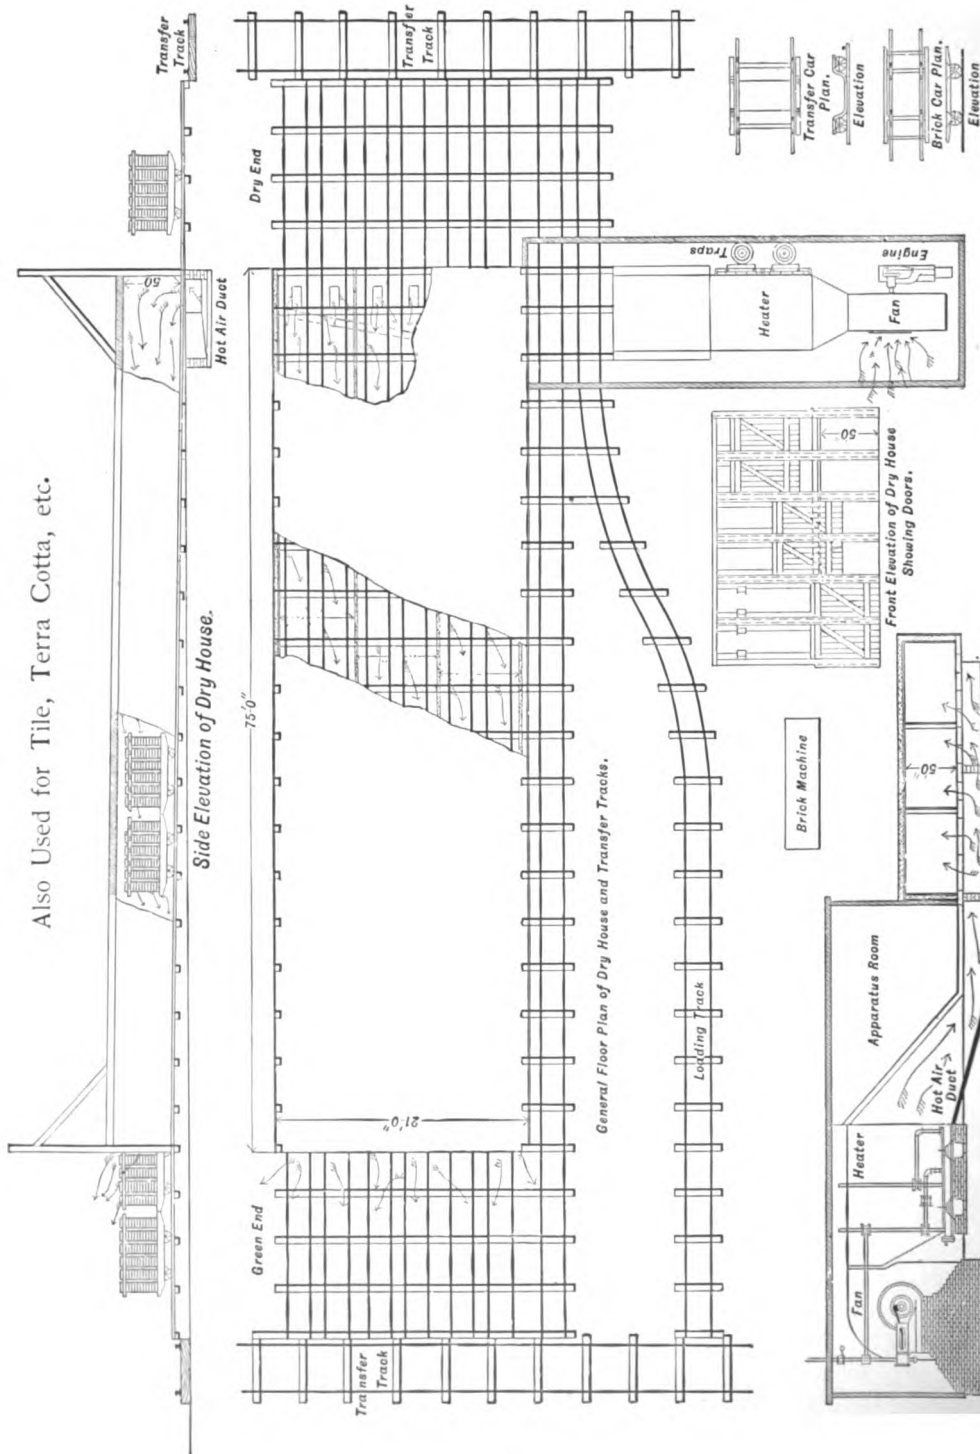 Also Used for Tile, Terra Cotta, etc.
Transfer
Track
50"
Hot Air Duct
Side Elevation of Dry House.
Transfer
Track
Dry End
75'0"
21'0"
Green End
Transfer
Track
General Floor Plan of Dry House and Transfer Tracks.
Loading Track
Traps
Heater
Engine
Fan
Transfer Car
Plan.
Elevation
Brick Car Plan.
Elevation
50
Front Elevation of Dry House
Showing Doors.
Brick Machine
50"
Apparatus Room
Hot Air
Duct
Heater
Fan